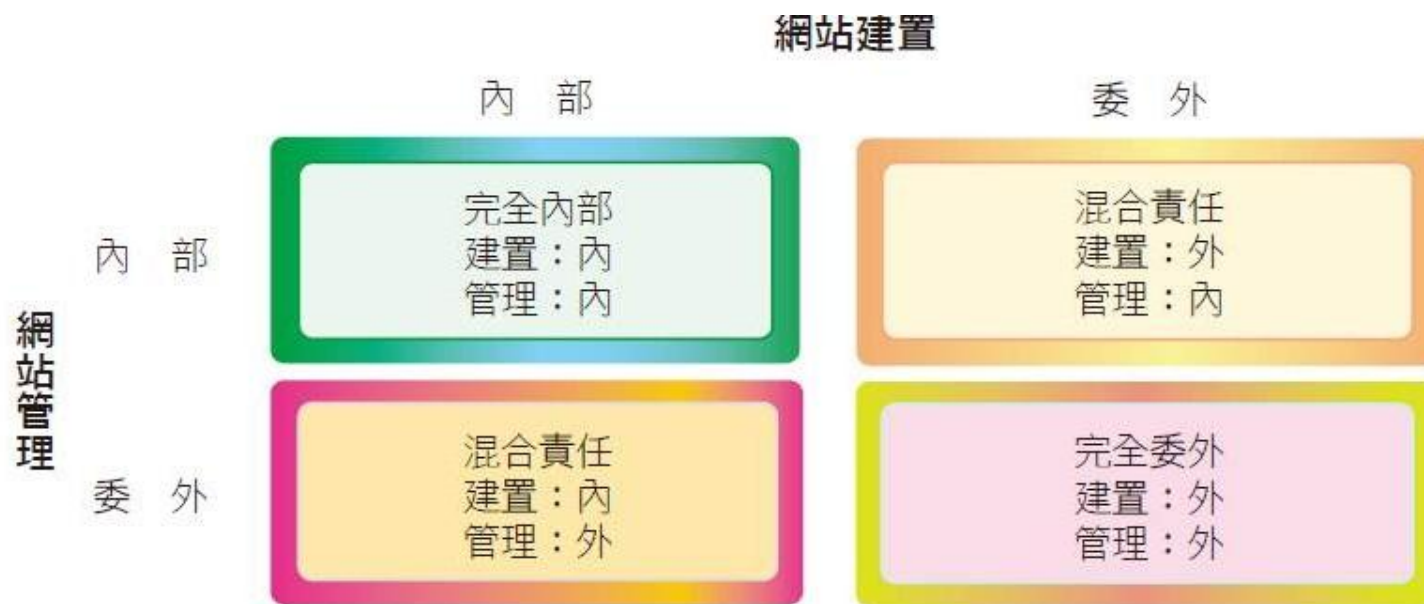 網站建置
內 部
委 外
內 部
完全內部
建置：內
管理：內
混合責任
建置：外
管理：內
網站管理
委 外
混合責任
建置：內
管理：外
完全委外
建置：外
管理：外